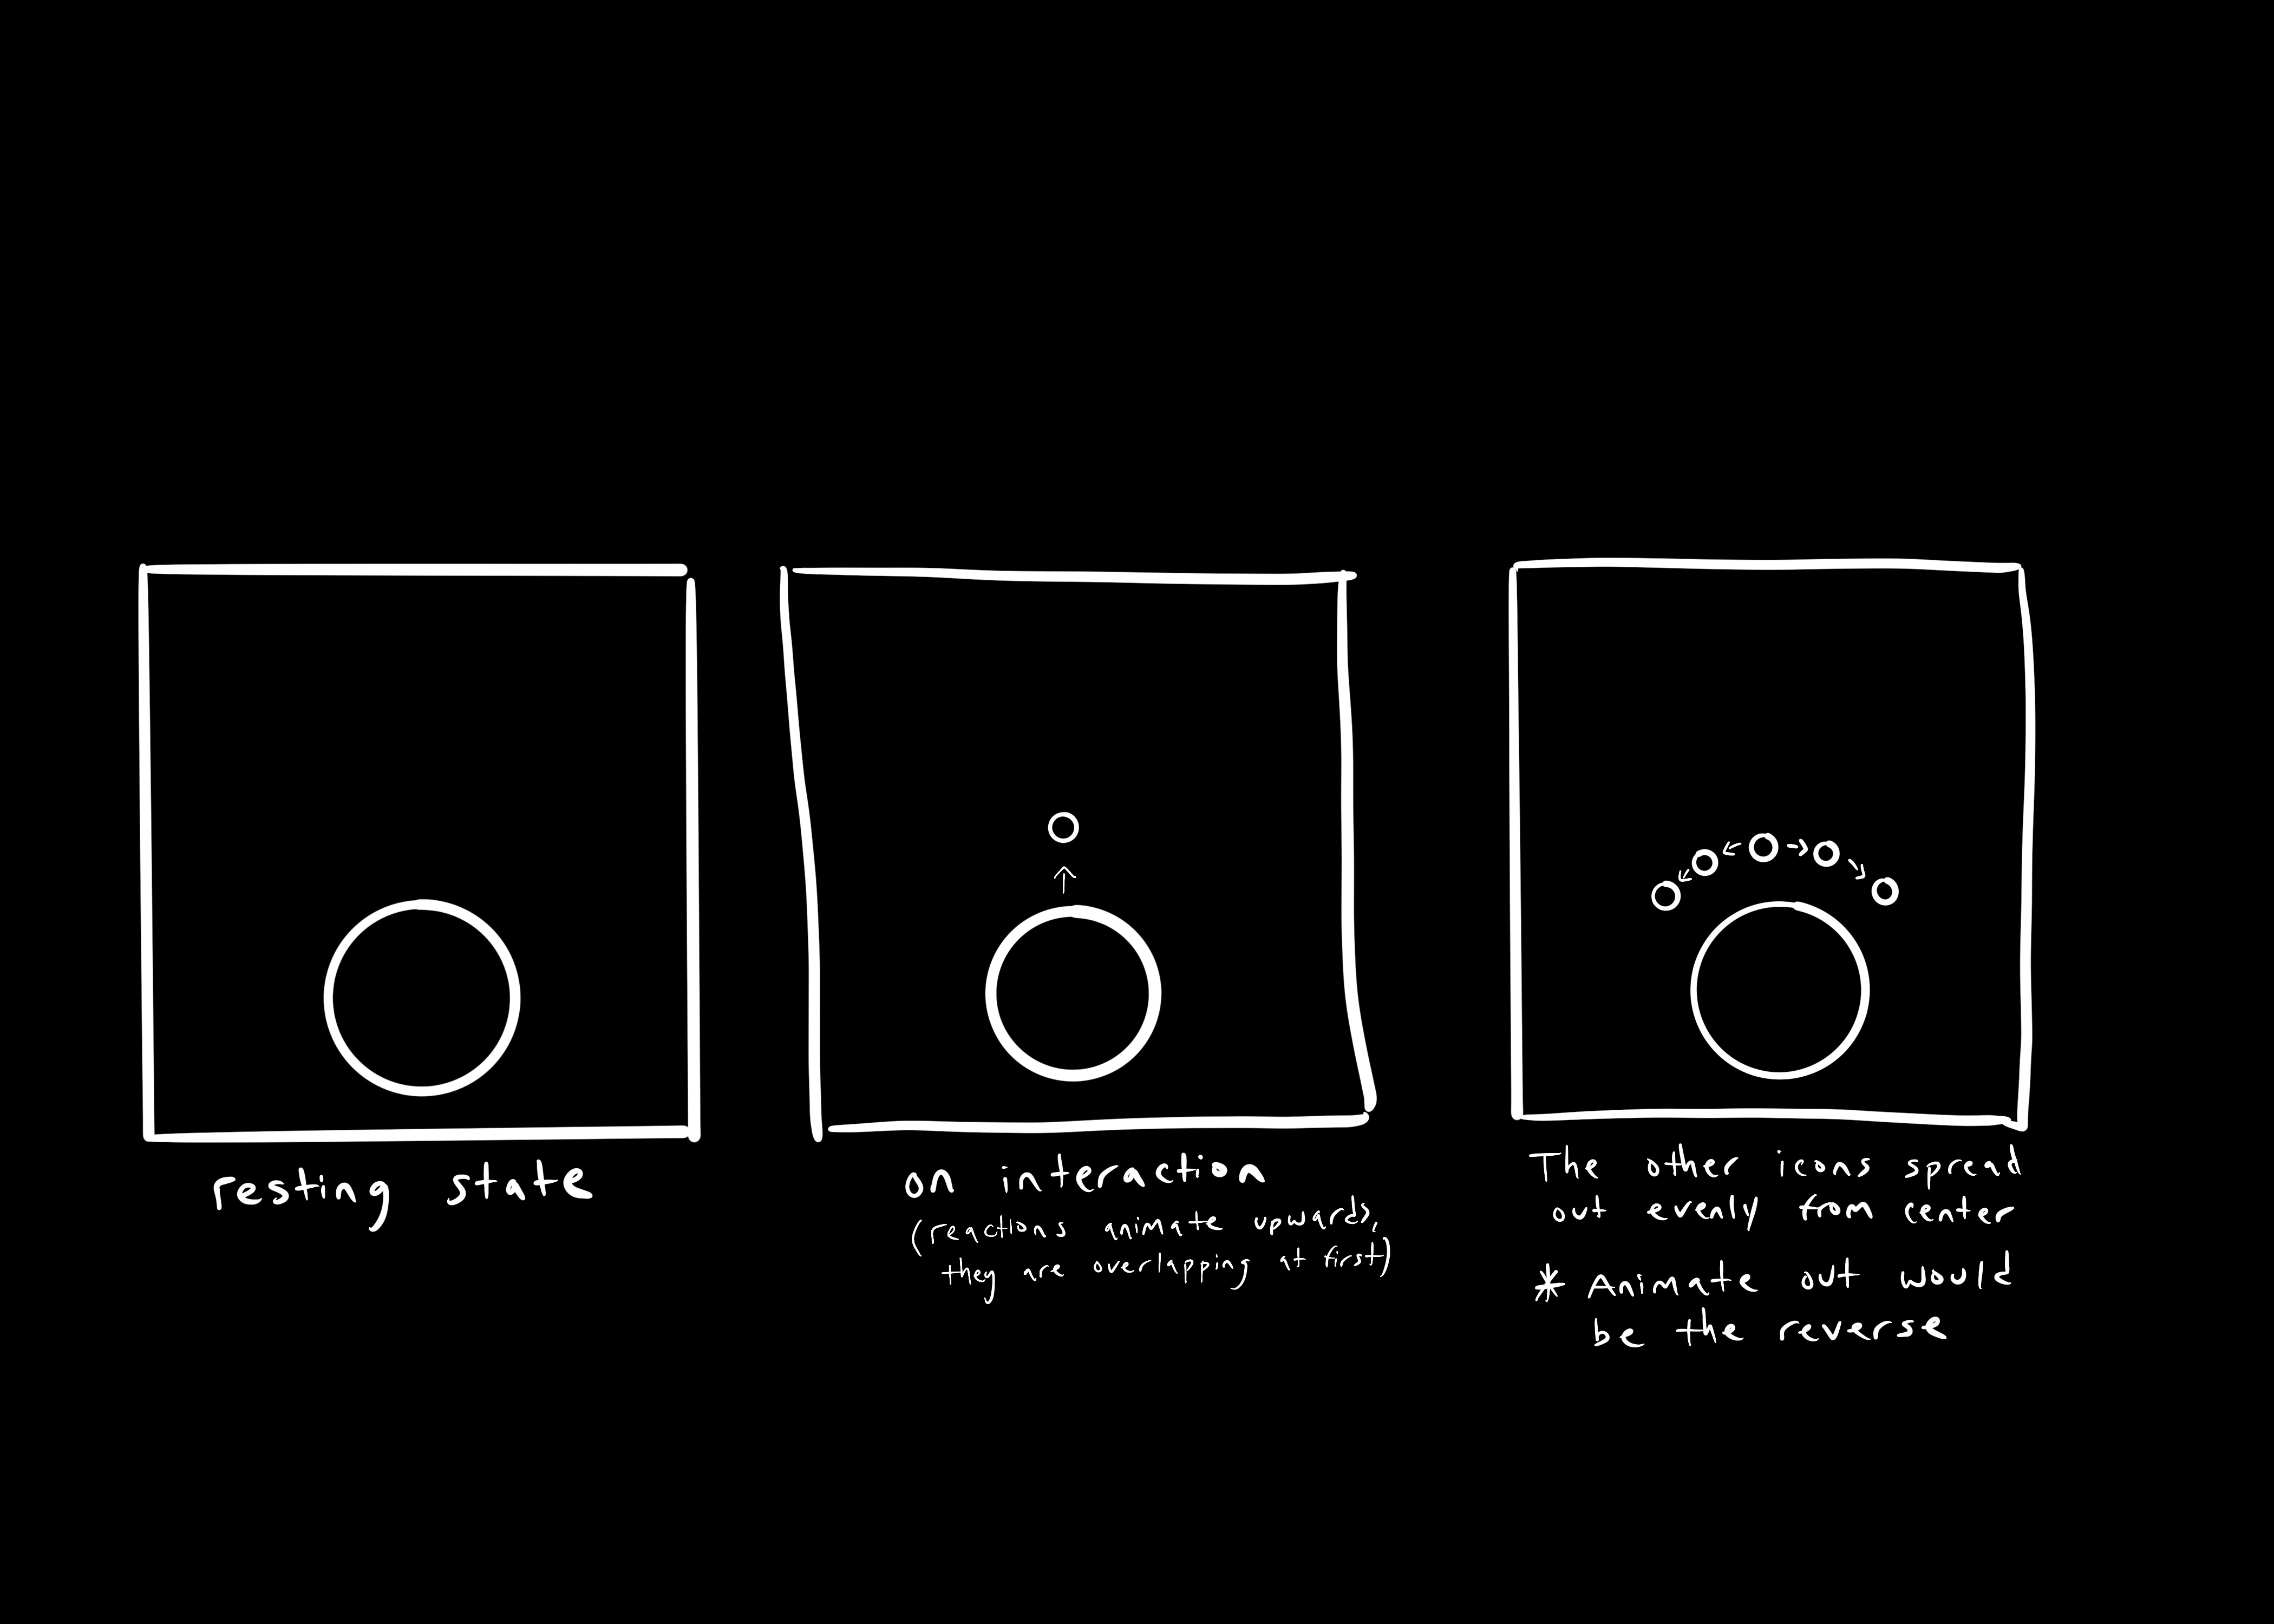 resting state
on interaction
(reactions animate upwards,
they are overlapping at first)
The other icons spread
out evenly from center
* Animate out would
be the reverse